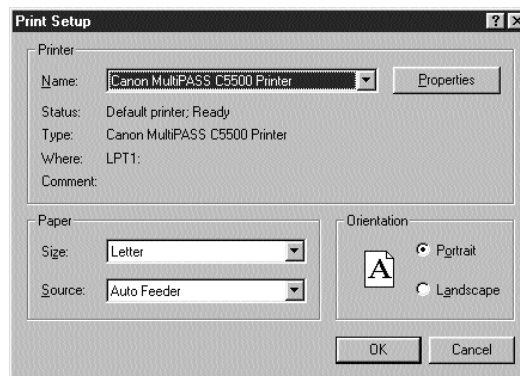 Print Setup
Printer
Name: Canon MultiPASS C5500 Printer Properties
Status: Default printer; Ready
Type: Canon MultiPASS C5500 Printer
Where: LPT1:
Comment:
Paper
Size: Letter
Source: Auto Feeder
Orientation
A
Portrait
Landscape
OK Cancel